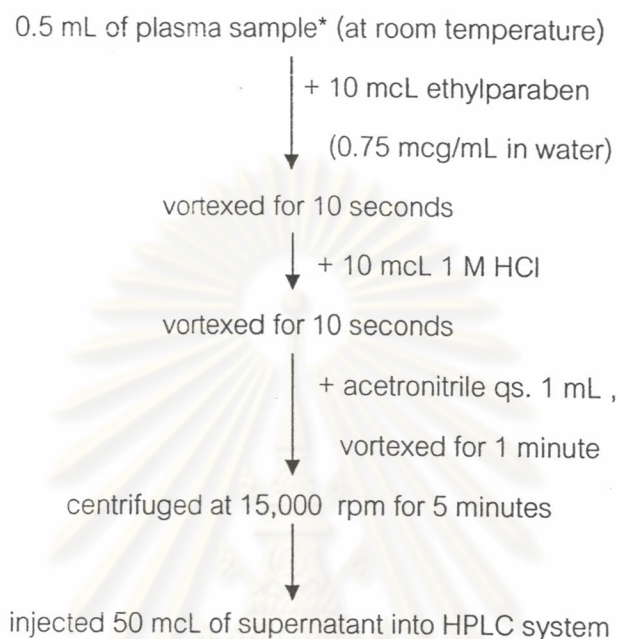 0.5 mL of plasma sample* (at room temperature)
+ 10 mcL ethylparaben
(0.75 mcg/mL in water)
vortexed for 10 seconds
+ 10 mcL 1 M HCl
vortexed for 10 seconds
+ acetronitrile qs. 1 mL ,
vortexed for 1 minute
centrifuged at 15,000 rpm for 5 minutes
injected 50 mcL of supernatant into HPLC system